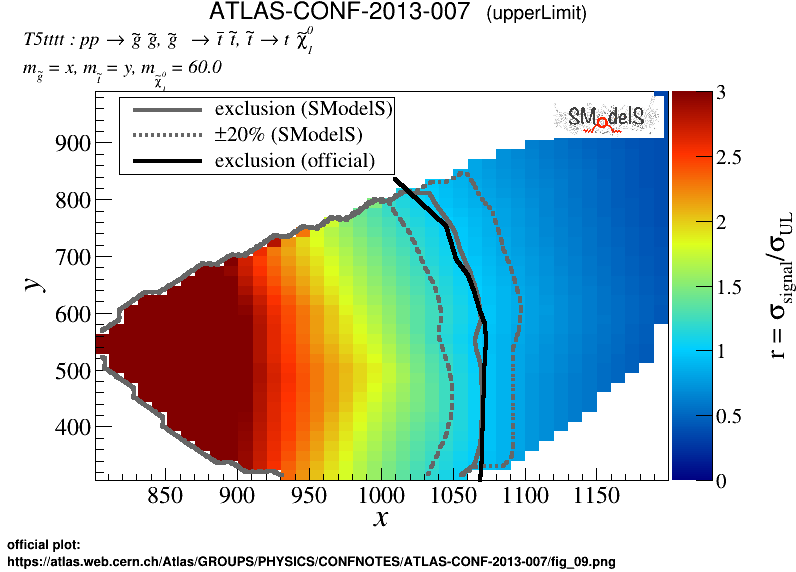 ATLAS-CONF-2013-007 (upperLimit)
T5tttt : pp → g̃ g̃, g̃ → t̄ t̃, t̃ → t χ̃₁⁰
m_g̃ = x, m_t̃ = y, m_χ̃₁⁰ = 60.0
exclusion (SModelS)
±20% (SModelS)
exclusion (official)
SModelS
900
800
700
600
500
400
y
850 900 950 1000 1050 1100 1150
x
3
2.5
2
1.5
1
0.5
0
r = σ_signal/σ_UL
official plot:
https://atlas.web.cern.ch/Atlas/GROUPS/PHYSICS/CONFNOTES/ATLAS-CONF-2013-007/fig_09.png